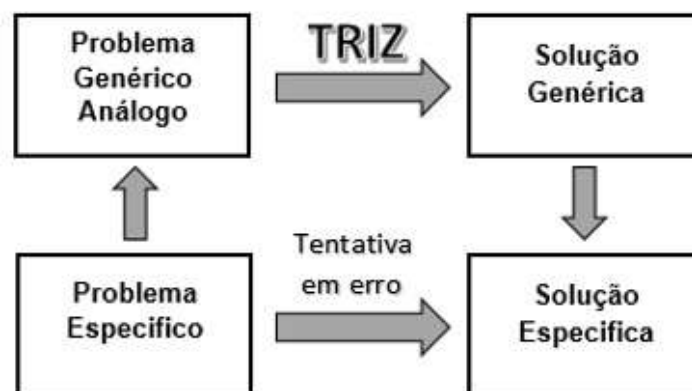 Problema
Genérico
Análogo
TRIZ
Solução
Genérica
Problema
Especifico
Tentativa
em erro
Solução
Especifica